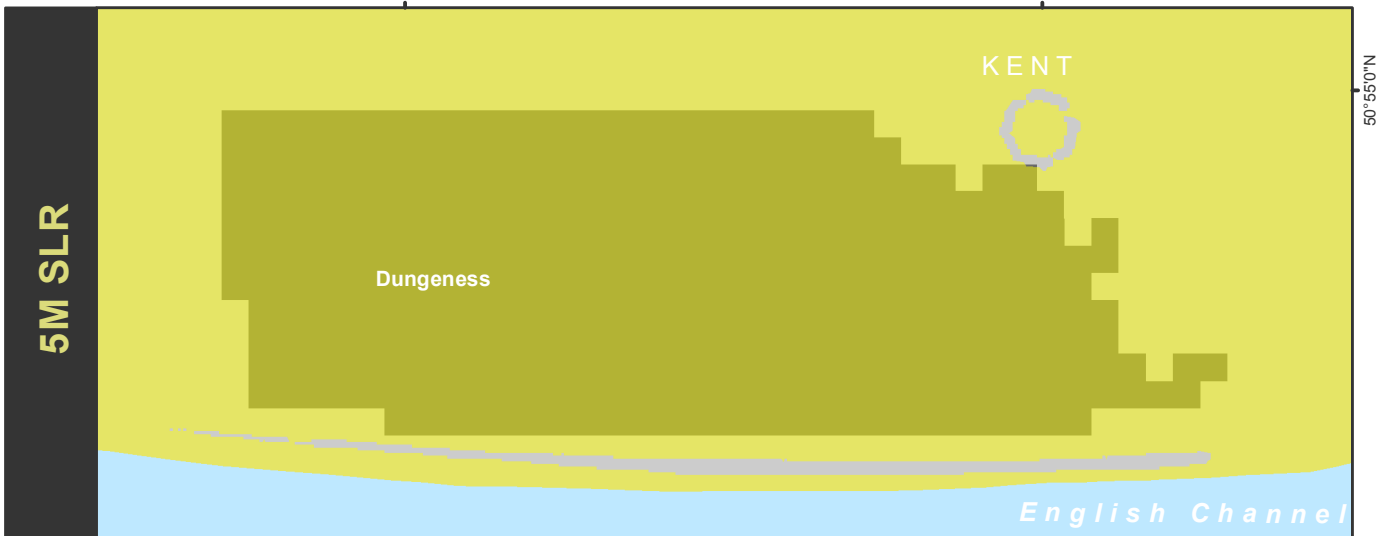 5M SLR
KENT
50°55'0"N
Dungeness
English Channel